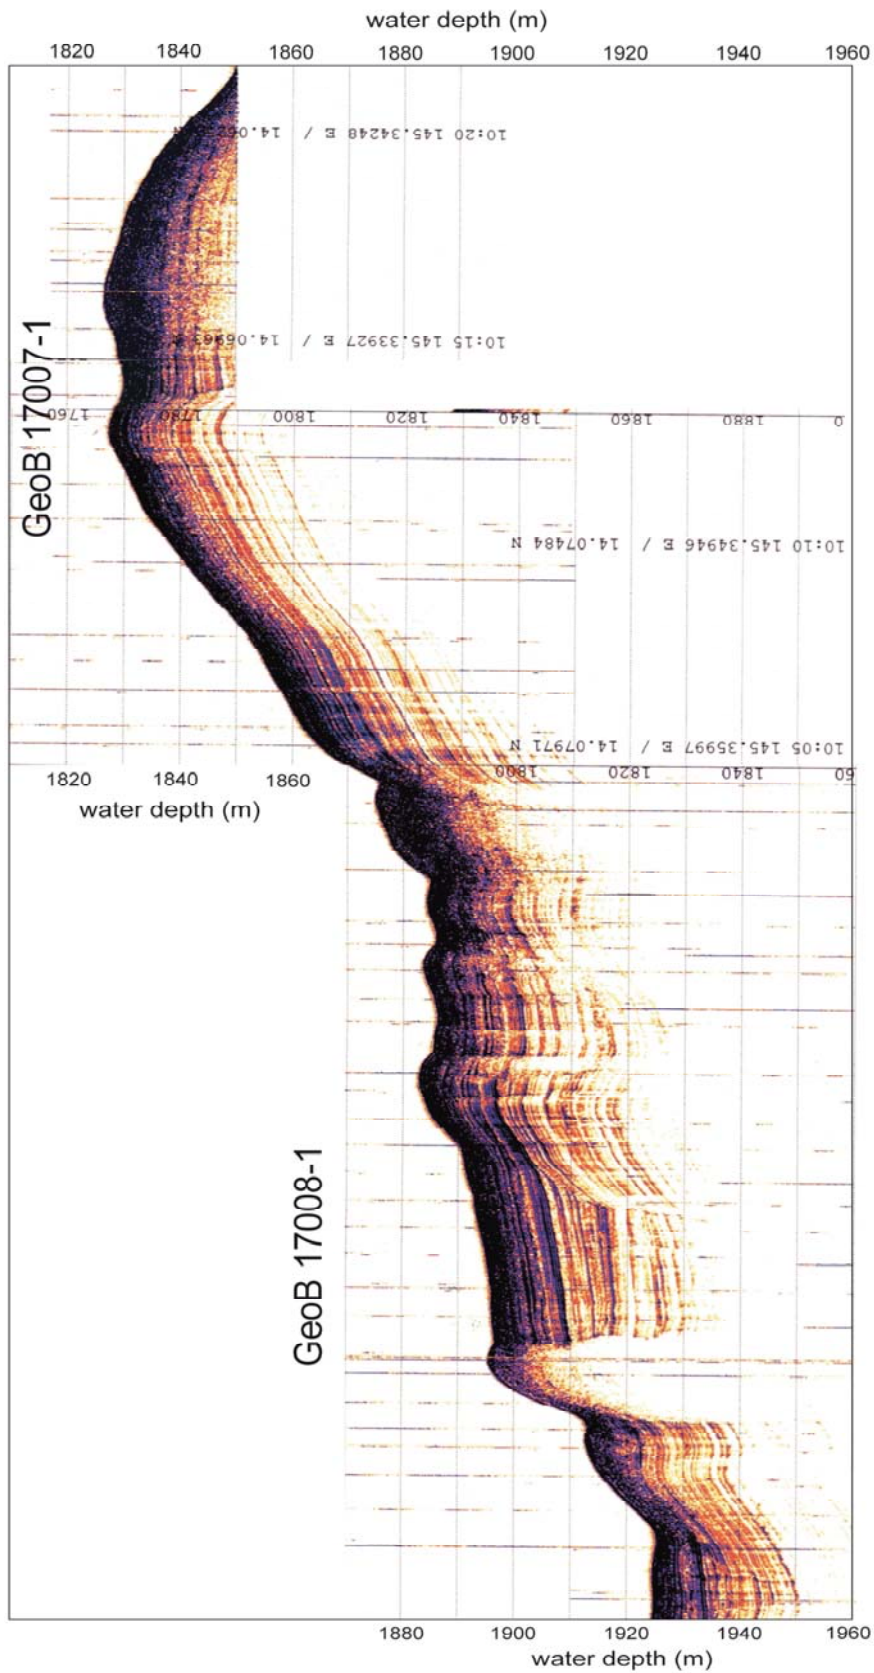 water depth (m)
1820 1840 1860 1880 1900 1920 1940 1960
10:20 145.34248 E / 14.06
10:15 145.33927 E / 14.06963
GeoB 17007-1
1760 1780 1800 1820 1840 1860 1880 0
10:10 145.34946 E / 14.07484 N
10:05 145.35997 E / 14.07971 N
1800 1820 1840 60
1820 1840 1860
water depth (m)
GeoB 17008-1
1880 1900 1920 1940 1960
water depth (m)